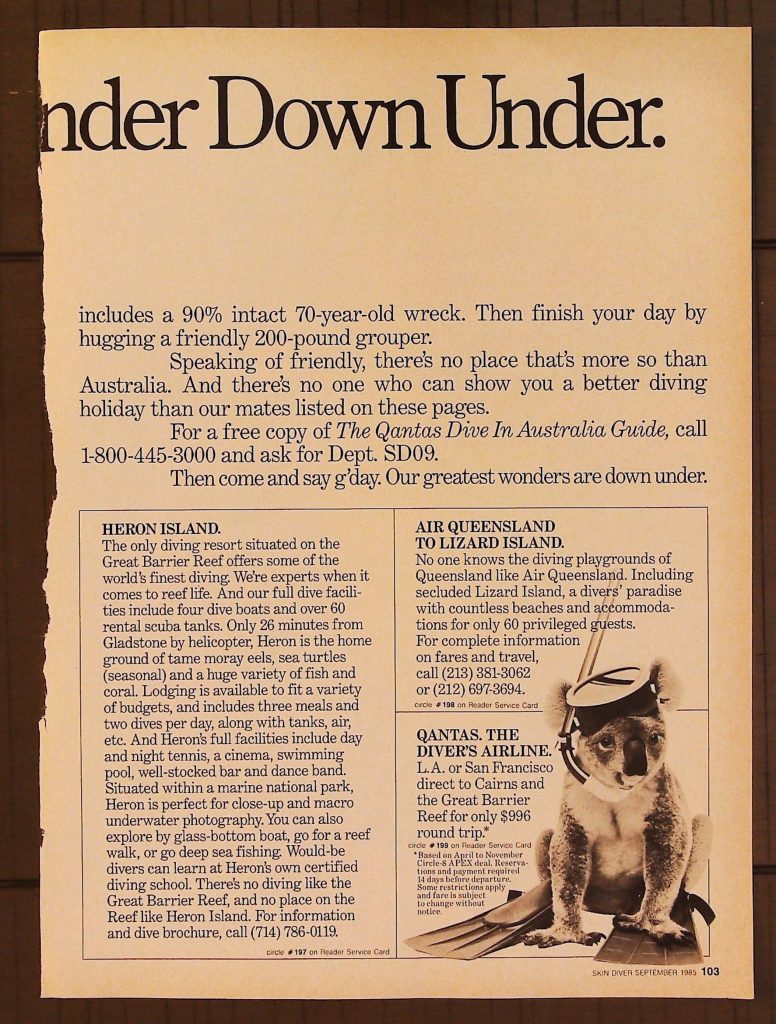 nder Down Under.
includes a 90% intact 70-year-old wreck. Then finish your day by
hugging a friendly 200-pound grouper.
Speaking of friendly, there's no place that's more so than
Australia. And there's no one who can show you a better diving
holiday than our mates listed on these pages.
For a free copy of The Qantas Dive In Australia Guide, call
1-800-445-3000 and ask for Dept. SD09.
Then come and say g'day. Our greatest wonders are down under.
HERON ISLAND.
The only diving resort situated on the
Great Barrier Reef offers some of the
world's finest diving. We're experts when it
comes to reef life. And our full dive facili-
ties include four dive boats and over 60
rental scuba tanks. Only 26 minutes from
Gladstone by helicopter, Heron is the home
ground of tame moray eels, sea turtles
(seasonal) and a huge variety of fish and
coral. Lodging is available to fit a variety
of budgets, and includes three meals and
two dives per day, along with tanks, air,
etc. And Heron's full facilities include day
and night tennis, a cinema, swimming
pool, well-stocked bar and dance band.
Situated within a marine national park,
Heron is perfect for close-up and macro
underwater photography. You can also
explore by glass-bottom boat, go for a reef
walk, or go deep sea fishing. Would-be
divers can learn at Heron's own certified
diving school. There's no diving like the
Great Barrier Reef, and no place on the
Reef like Heron Island. For information
and dive brochure, call (714) 786-0119.
circle #197 on Reader Service Card
AIR QUEENSLAND
TO LIZARD ISLAND.
No one knows the diving playgrounds of
Queensland like Air Queensland. Including
secluded Lizard Island, a divers' paradise
with countless beaches and accommoda-
tions for only 60 privileged guests.
For complete information
on fares and travel,
call (213) 381-3062
or (212) 697-3694.
circle #198 on Reader Service Card
QANTAS. THE
DIVER'S AIRLINE.
L.A. or San Francisco
direct to Cairns and
the Great Barrier
Reef for only $996
round trip.*
circle #199 on Reader Service Card
*Based on April to November
Circle-8 APEX deal. Reserva-
tions and payment required
14 days before departure.
Some restrictions apply
and fare is subject
to change without
notice.
SKIN DIVER SEPTEMBER 1985 103